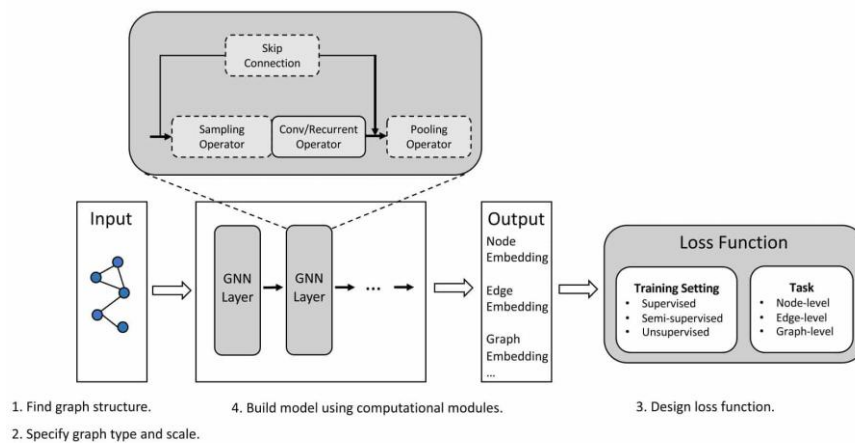 Skip
Connection
Sampling
Operator
Conv/Recurrent
Operator
Pooling
Operator
Input
GNN
Layer
GNN
Layer
...
Output
Node
Embedding
Edge
Embedding
Graph
Embedding
...
Loss Function
Training Setting
• Supervised
• Semi-supervised
• Unsupervised
Task
• Node-level
• Edge-level
• Graph-level
1. Find graph structure.
2. Specify graph type and scale.
4. Build model using computational modules.
3. Design loss function.